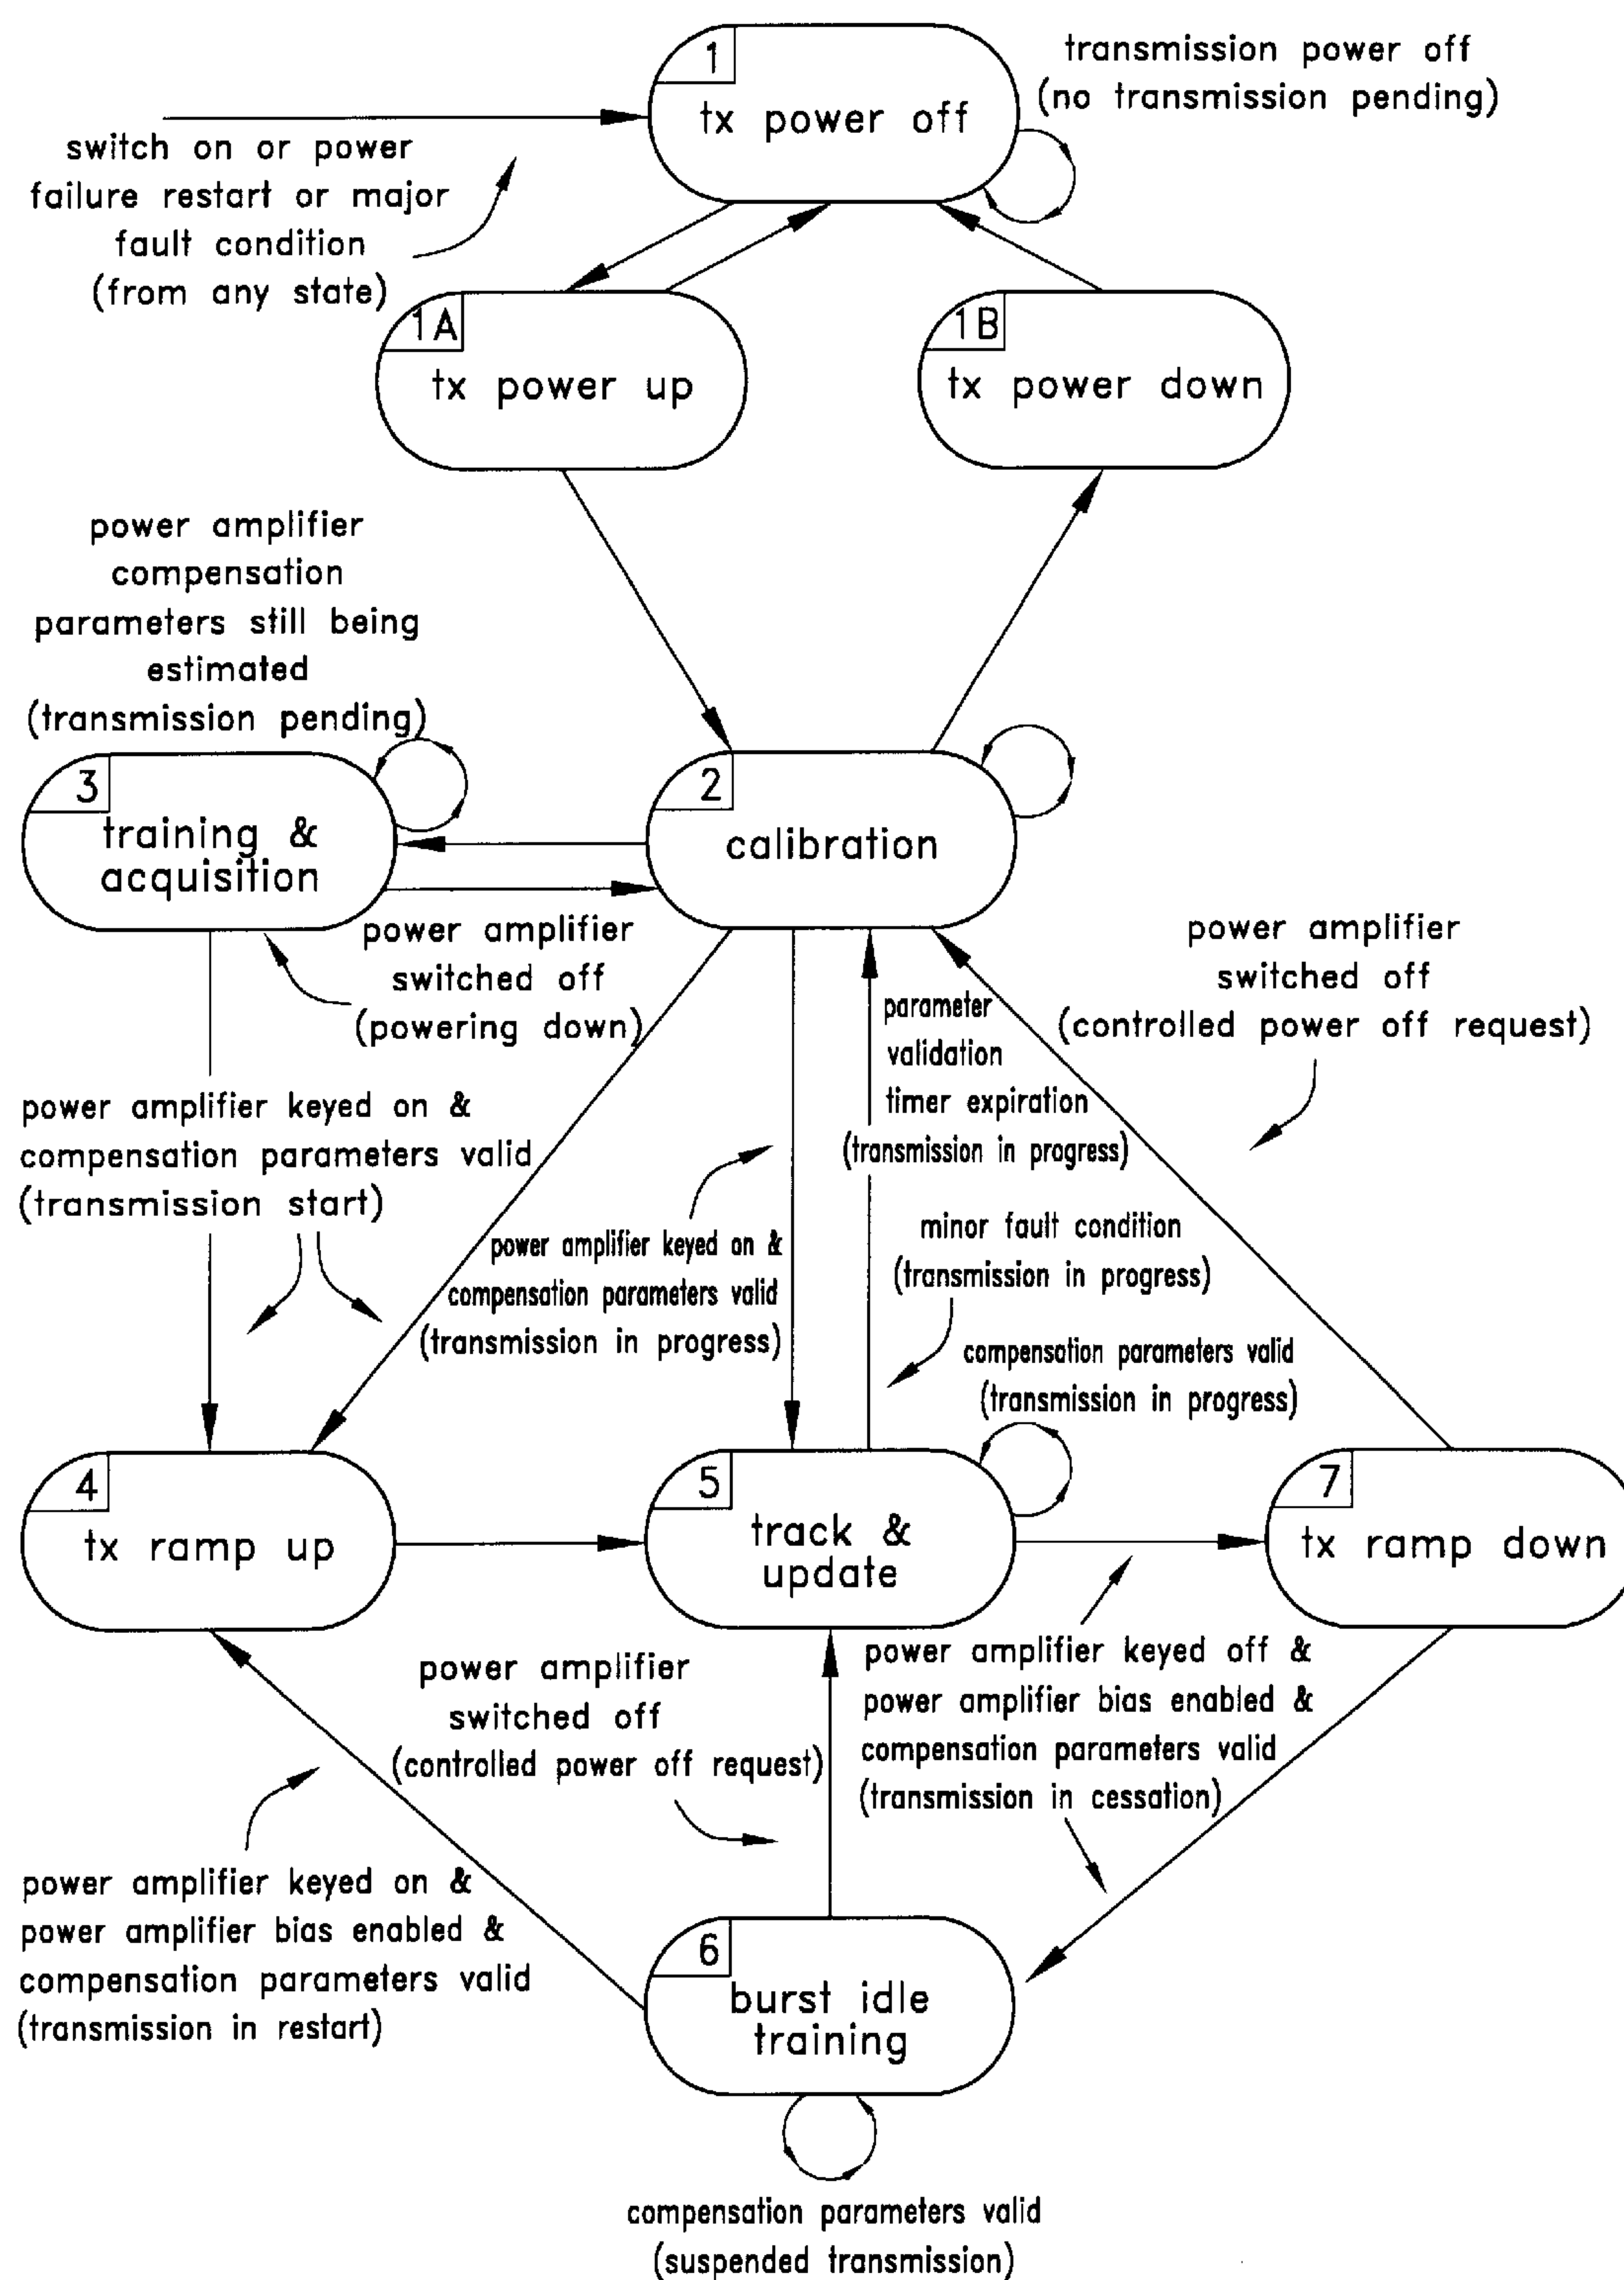 1
tx power off
transmission power off
(no transmission pending)
switch on or power
failure restart or major
fault condition
(from any state)
1A
tx power up
1B
tx power down
power amplifier
compensation
parameters still being
estimated
(transmission pending)
3
training &
acquisition
2
calibration
power amplifier
switched off
(powering down)
power amplifier
switched off
(controlled power off request)
parameter
validation
timer expiration
(transmission in progress)
power amplifier keyed on &
compensation parameters valid
(transmission start)
power amplifier keyed on &
compensation parameters valid
(transmission in progress)
minor fault condition
(transmission in progress)
compensation parameters valid
(transmission in progress)
4
tx ramp up
5
track &
update
7
tx ramp down
power amplifier
switched off
(controlled power off request)
power amplifier keyed off &
power amplifier bias enabled &
compensation parameters valid
(transmission in cessation)
power amplifier keyed on &
power amplifier bias enabled &
compensation parameters valid
(transmission in restart)
6
burst idle
training
compensation parameters valid
(suspended transmission)